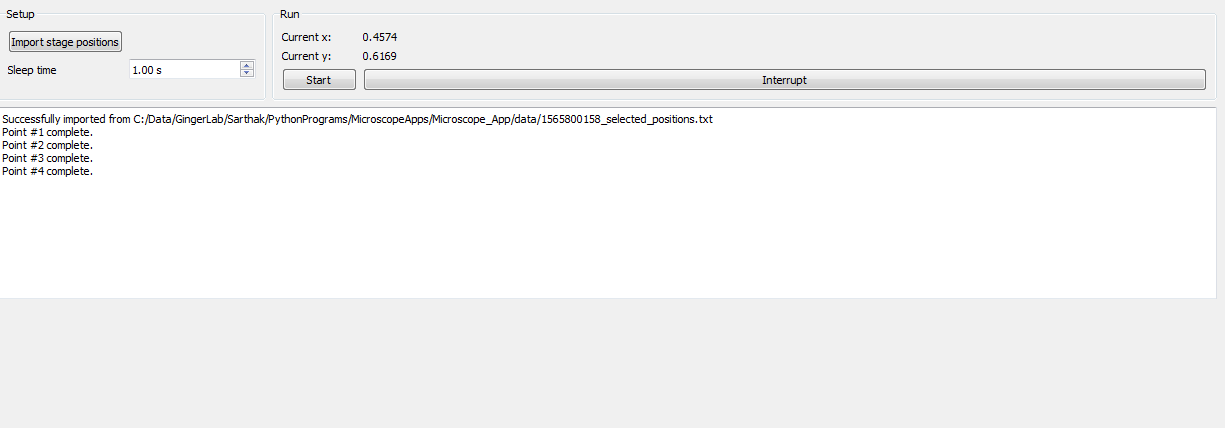 Setup
Import stage positions
Sleep time 1.00 s
Run
Current x: 0.4574
Current y: 0.6169
Start Interrupt
Successfully imported from C:/Data/GingerLab/Sarthak/PythonPrograms/MicroscopeApps/Microscope_App/data/1565800158_selected_positions.txt
Point #1 complete.
Point #2 complete.
Point #3 complete.
Point #4 complete.